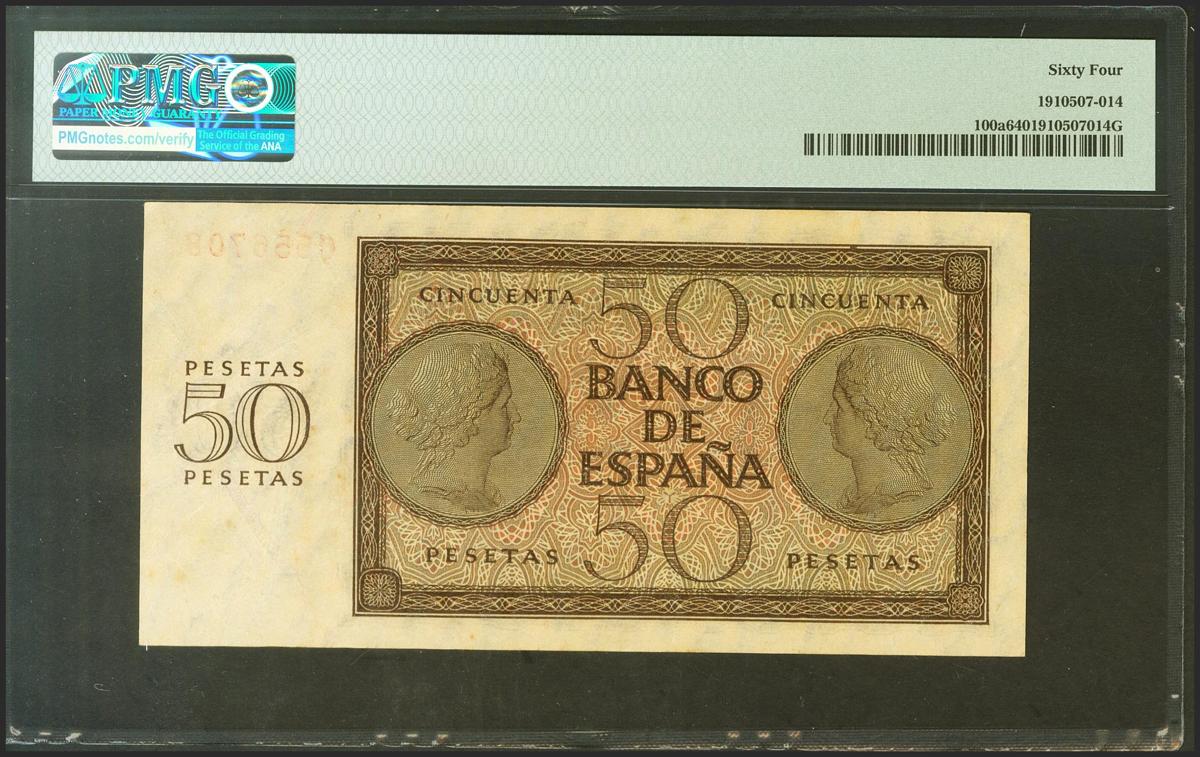 PMG
PAPER MONEY GUARANTY
PMGnotes.com/verify
The Official Grading
Service of the ANA
Sixty Four
1910507-014
100a6401910507014G
CINCUENTA 50 CINCUENTA
PESETAS
50
PESETAS
BANCO
DE
ESPAÑA
PESETAS 50 PESETAS